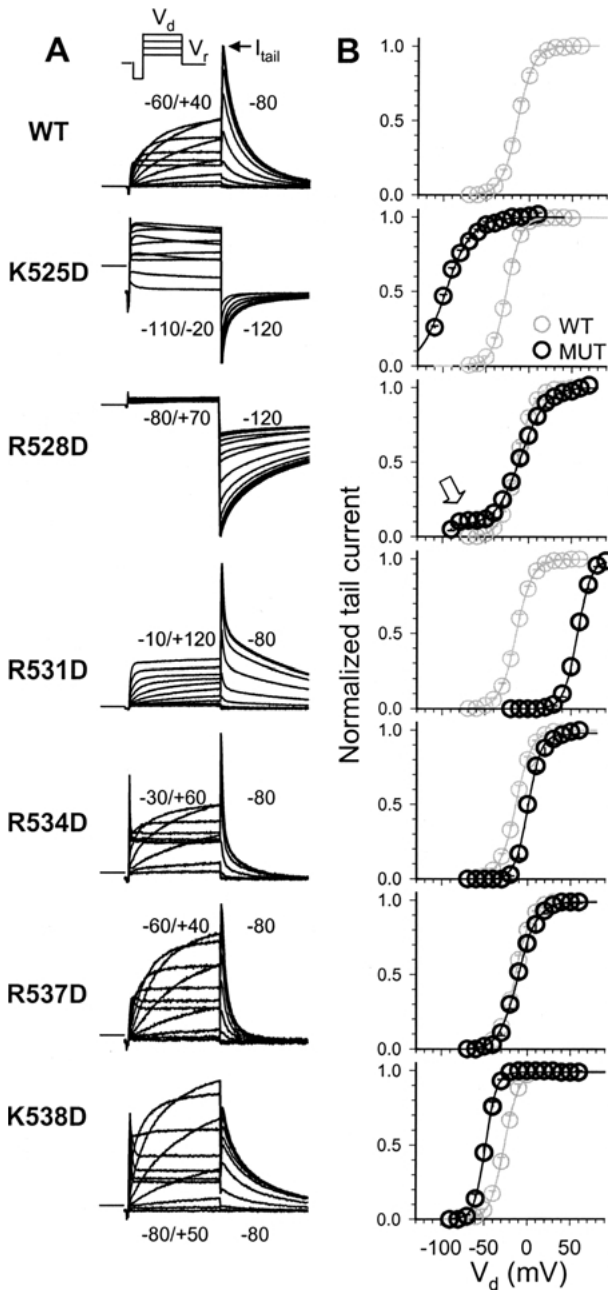 A
V_d
V_r
I_tail
B
WT
-60/+40
-80
1.0
0.5
0.0
K525D
-110/-20
-120
1.0
0.5
0.0
WT
MUT
R528D
-80/+70
-120
1.0
0.5
0.0
Normalized tail current
R531D
-10/+120
-80
1.0
0.5
0.0
R534D
-30/+60
-80
1.0
0.5
0.0
R537D
-60/+40
-80
1.0
0.5
0.0
K538D
-80/+50
-80
1.0
0.5
0.0
-100 -50 0 50
V_d (mV)